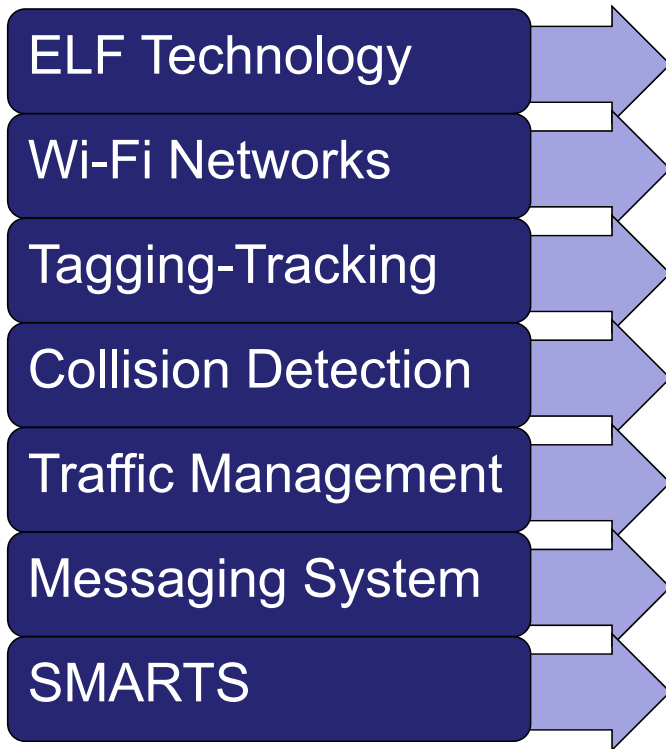 ELF Technology
Wi-Fi Networks
Tagging-Tracking
Collision Detection
Traffic Management
Messaging System
SMARTS